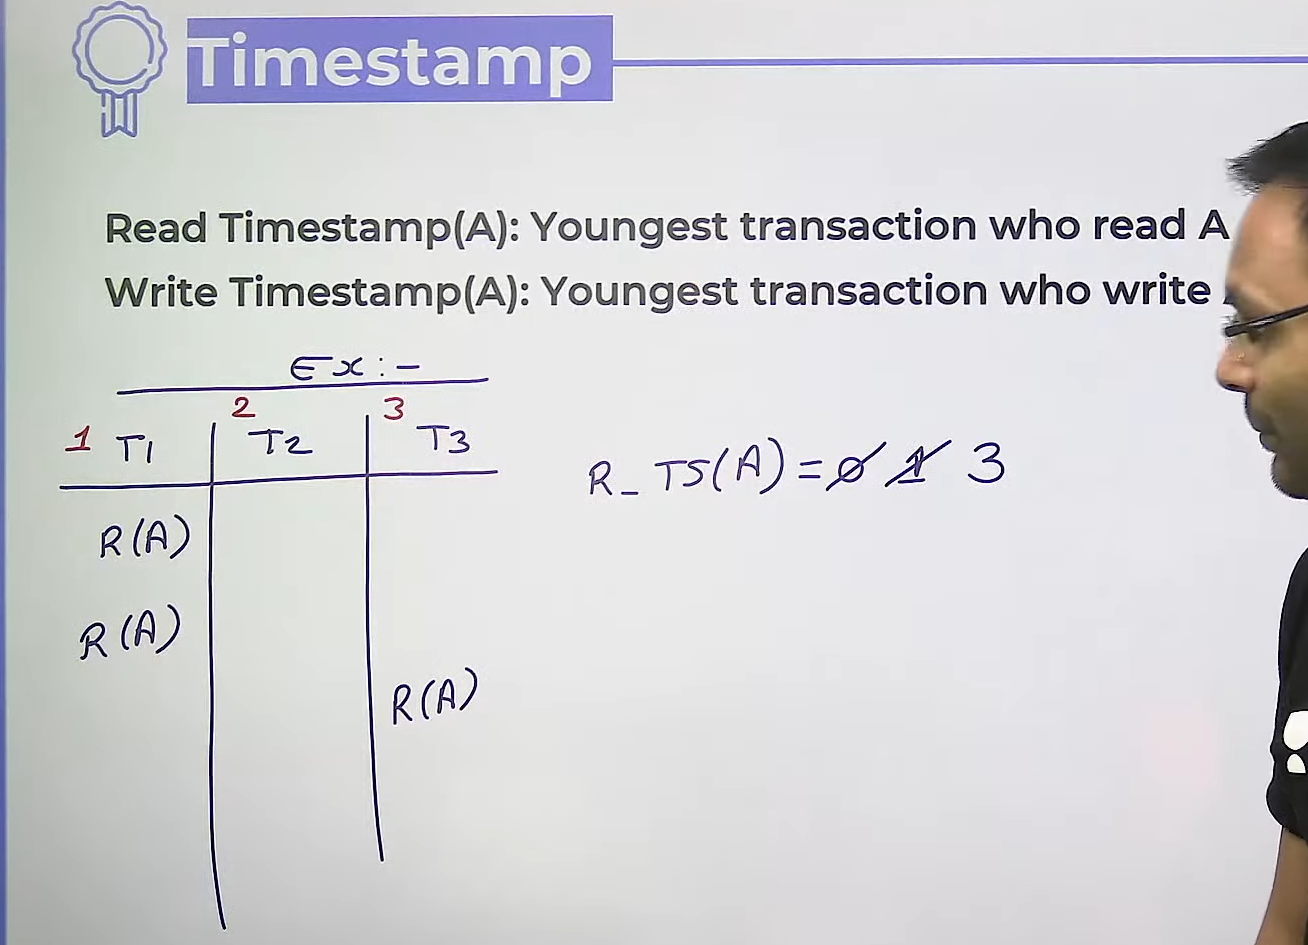 Timestamp
Read Timestamp(A): Youngest transaction who read A
Write Timestamp(A): Youngest transaction who write
Ex :-
1 T1 2 T2 3 T3
R_TS(A) = 0 1 3
R(A)
R(A)
R(A)